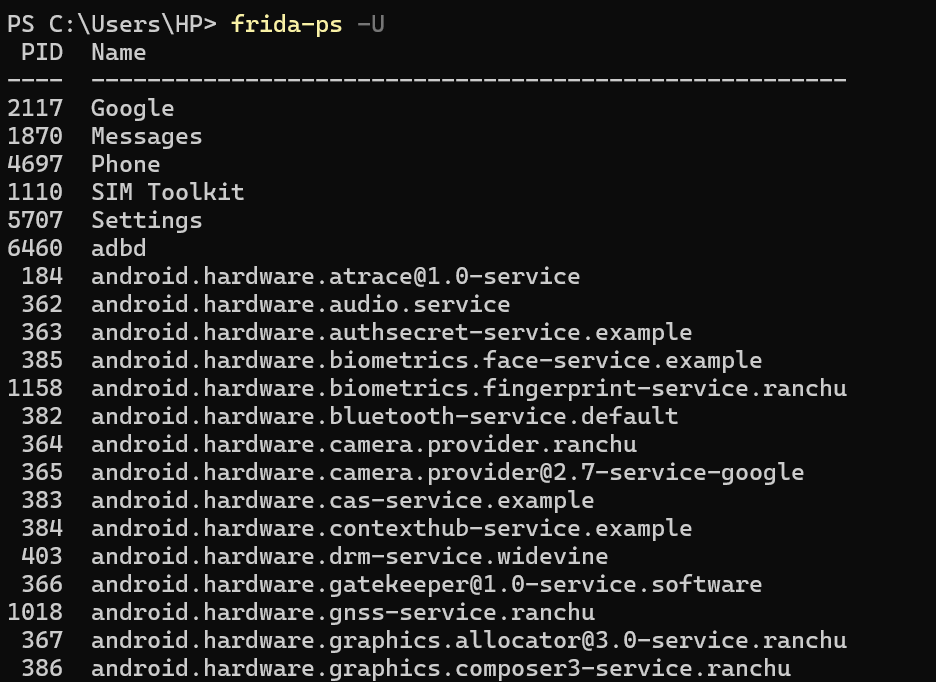 PS C:\Users\HP> frida-ps -U
 PID  Name
----  ------------------------------------------------------
2117  Google
1870  Messages
4697  Phone
1110  SIM Toolkit
5707  Settings
6460  adbd
 184  android.hardware.atrace@1.0-service
 362  android.hardware.audio.service
 363  android.hardware.authsecret-service.example
 385  android.hardware.biometrics.face-service.example
1158  android.hardware.biometrics.fingerprint-service.ranchu
 382  android.hardware.bluetooth-service.default
 364  android.hardware.camera.provider.ranchu
 365  android.hardware.camera.provider@2.7-service-google
 383  android.hardware.cas-service.example
 384  android.hardware.contexthub-service.example
 403  android.hardware.drm-service.widevine
 366  android.hardware.gatekeeper@1.0-service.software
1018  android.hardware.gnss-service.ranchu
 367  android.hardware.graphics.allocator@3.0-service.ranchu
 386  android.hardware.graphics.composer3-service.ranchu